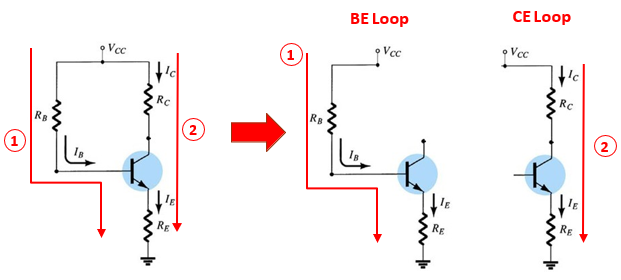 BE Loop
CE Loop
V_CC
I_C
R_C
R_B
I_B
I_E
R_E
1
2
1
V_CC
R_B
I_B
I_E
R_E
V_CC
I_C
R_C
I_E
R_E
2